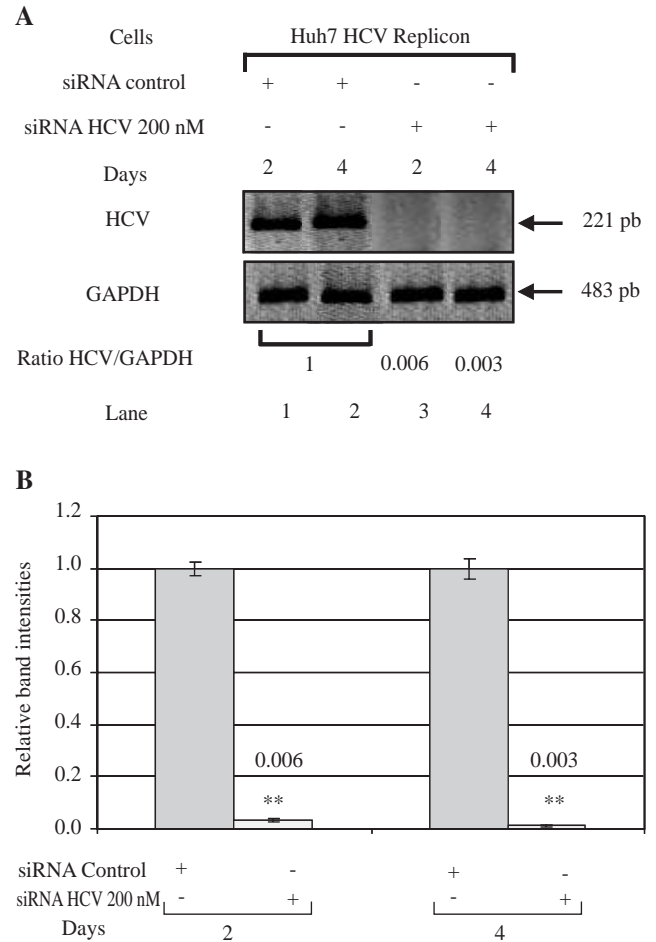 A
Cells Huh7 HCV Replicon
siRNA control + + - -
siRNA HCV 200 nM - - + +
Days 2 4 2 4
HCV 221 pb
GAPDH 483 pb
Ratio HCV/GAPDH 1 0.006 0.003
Lane 1 2 3 4
B
Relative band intensities
1.2
1.0
0.8
0.6
0.4
0.2
0.0
0.006 0.003
** **
siRNA Control + - + -
siRNA HCV 200 nM - + - +
Days 2 4